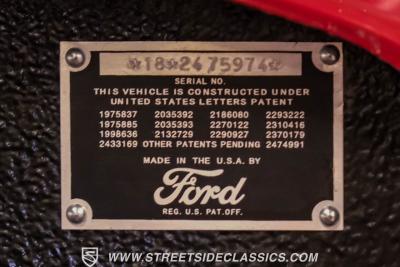 ☆18☆2475974☆
SERIAL NO.
THIS VEHICLE IS CONSTRUCTED UNDER
UNITED STATES LETTERS PATENT
1975837 2035392 2186080 2293222
1975885 2035393 2270122 2310416
1998636 2132729 2290927 2370179
2433169 OTHER PATENTS PENDING 2474991
MADE IN THE U.S.A. BY
Ford
REG. U.S. PAT. OFF.
WWW.STREETSIDECLASSICS.COM